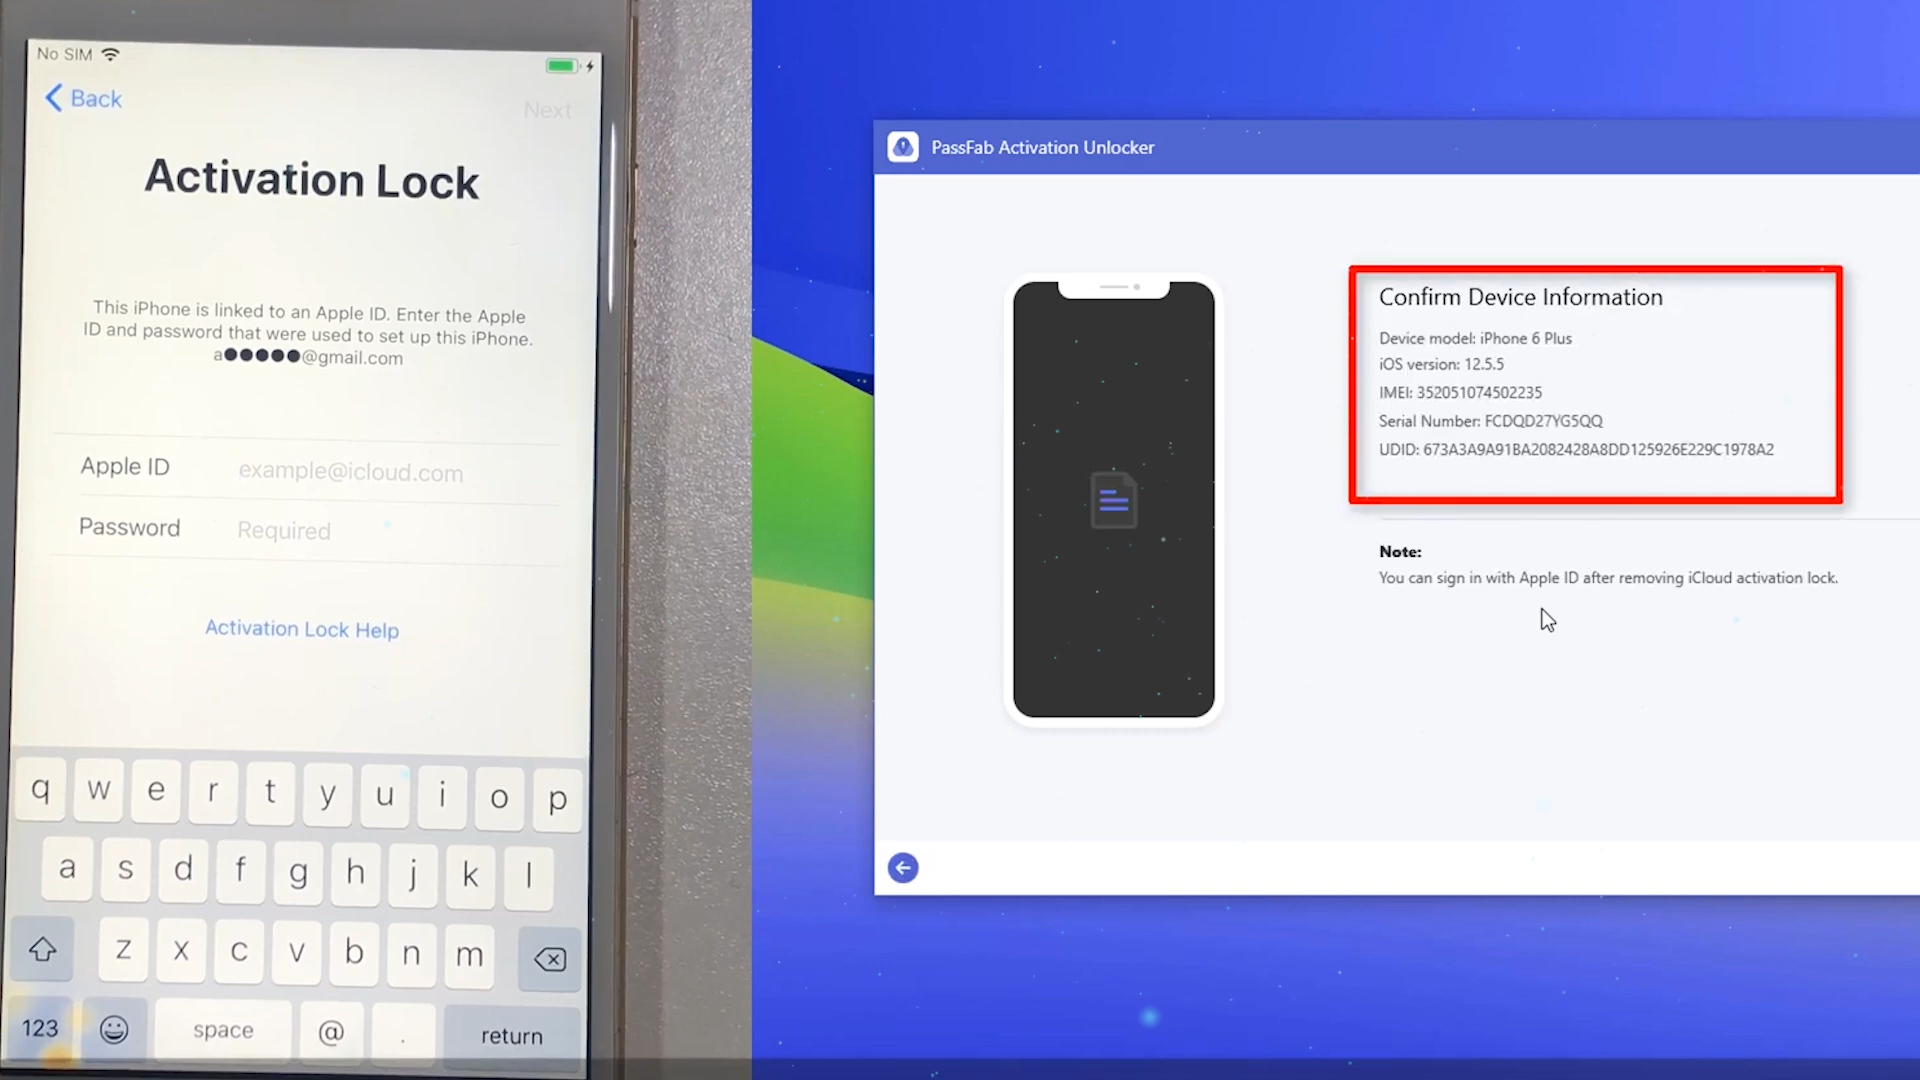 No SIM
Back
Next
Activation Lock
This iPhone is linked to an Apple ID. Enter the Apple
ID and password that were used to set up this iPhone.
a●●●●●@gmail.com
Apple ID example@icloud.com
Password Required
Activation Lock Help
q w e r t y u i o p
a s d f g h j k l
z x c v b n m
123 space @ . return
PassFab Activation Unlocker
Confirm Device Information
Device model: iPhone 6 Plus
iOS version: 12.5.5
IMEI: 352051074502235
Serial Number: FCDQD27YG5QQ
UDID: 673A3A9A91BA2082428A8DD125926E229C1978A2
Note:
You can sign in with Apple ID after removing iCloud activation lock.